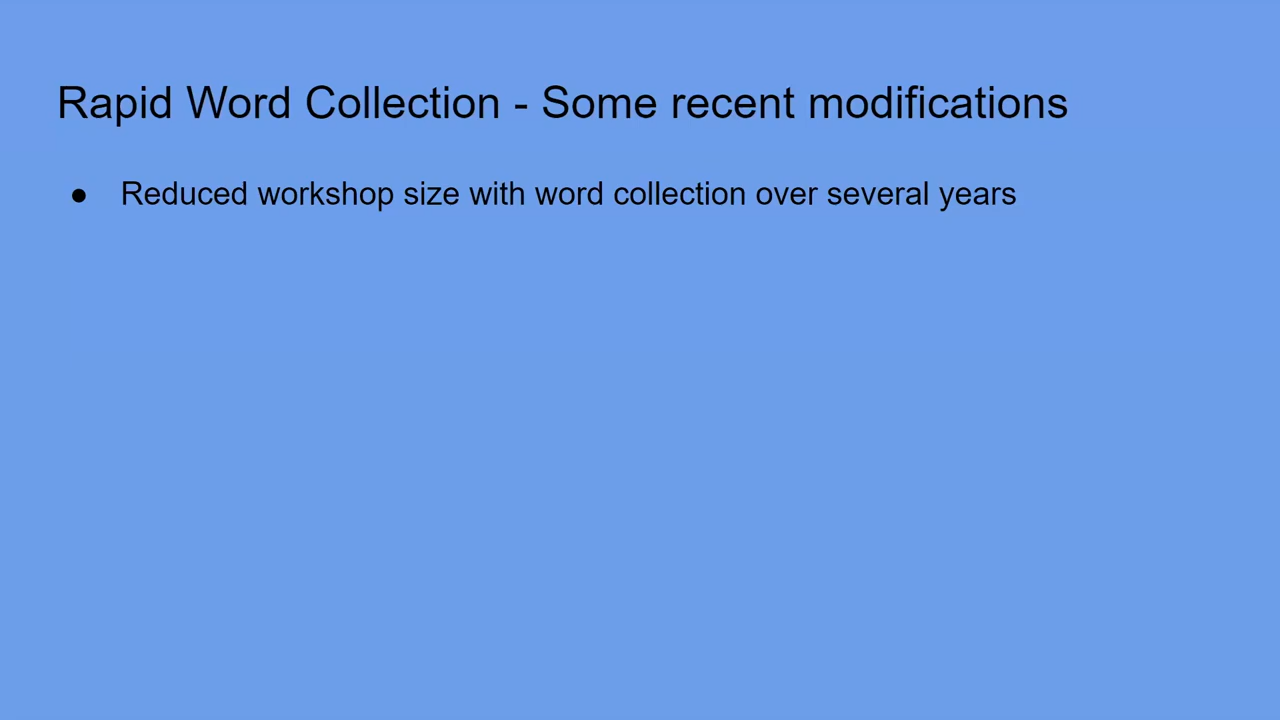 Rapid Word Collection - Some recent modifications
● Reduced workshop size with word collection over several years